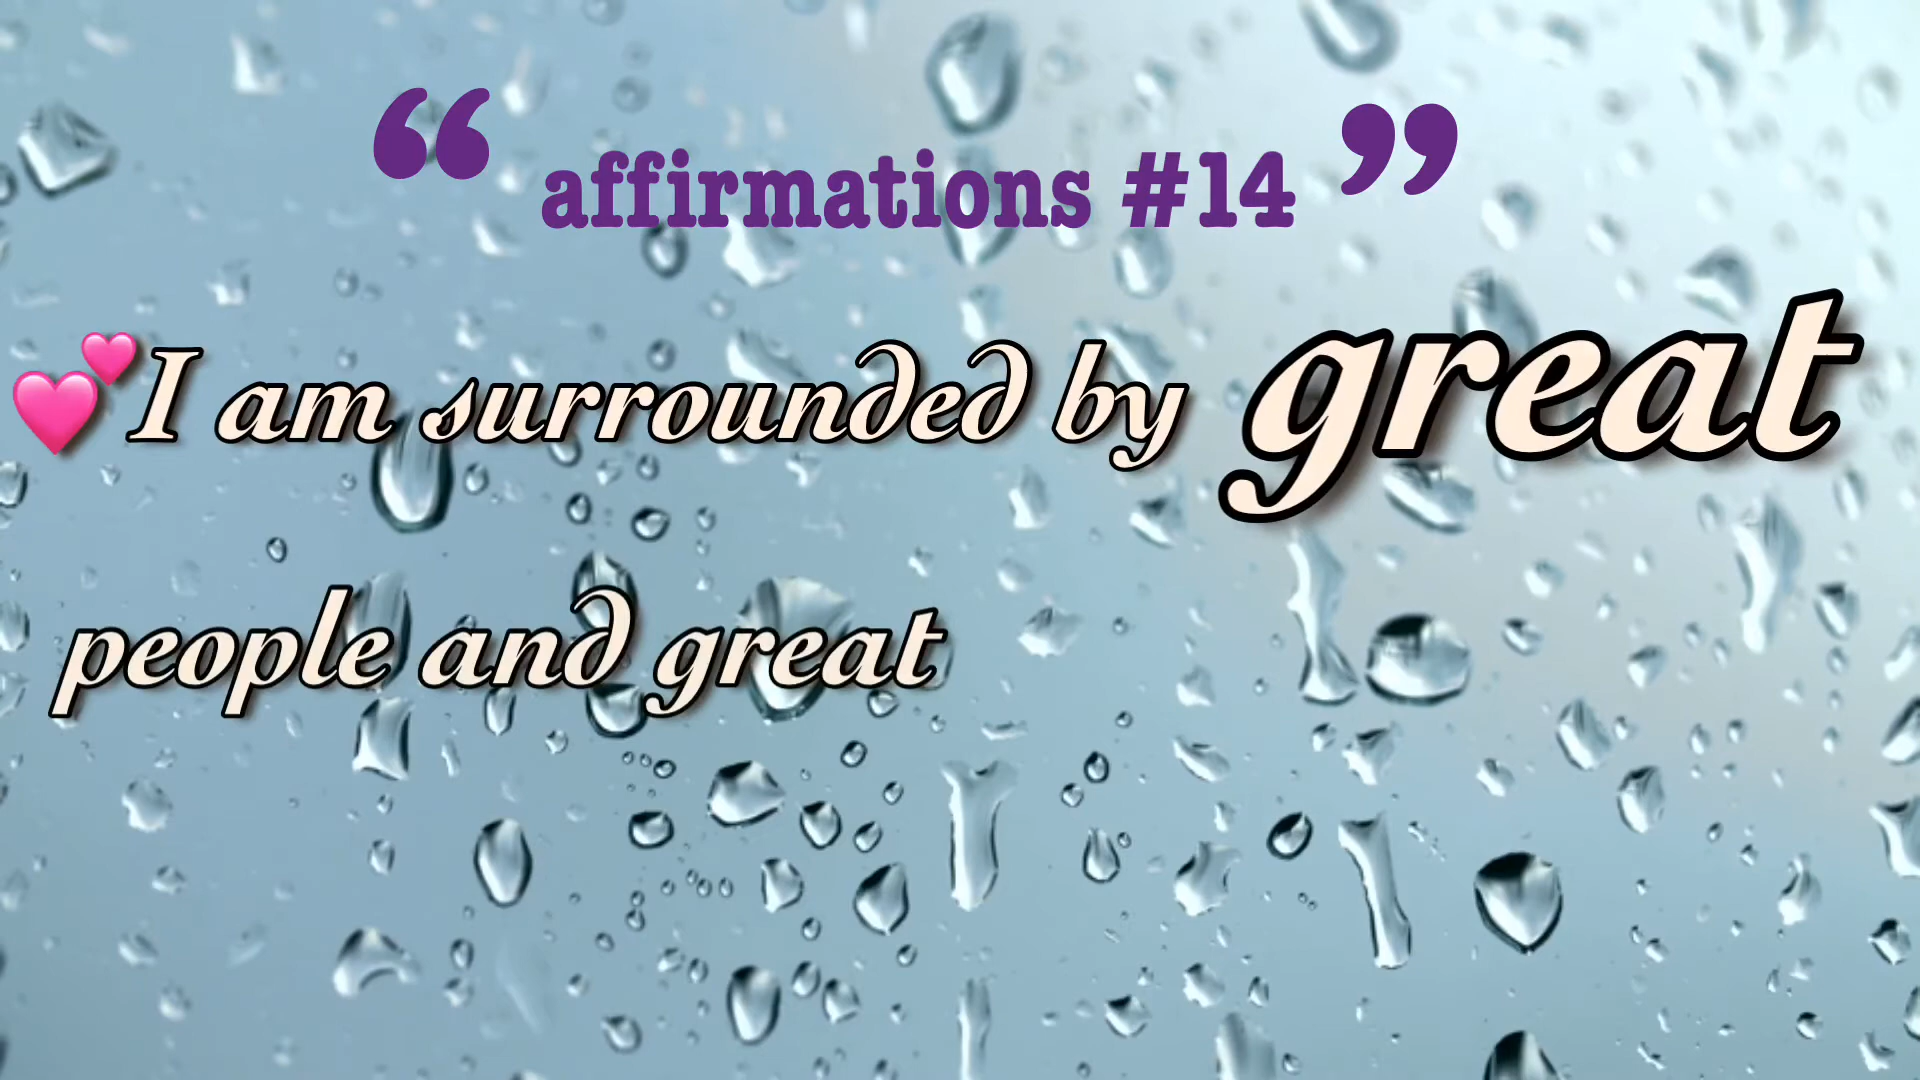 “ affirmations #14 ”
💕I am surrounded by great
people and great